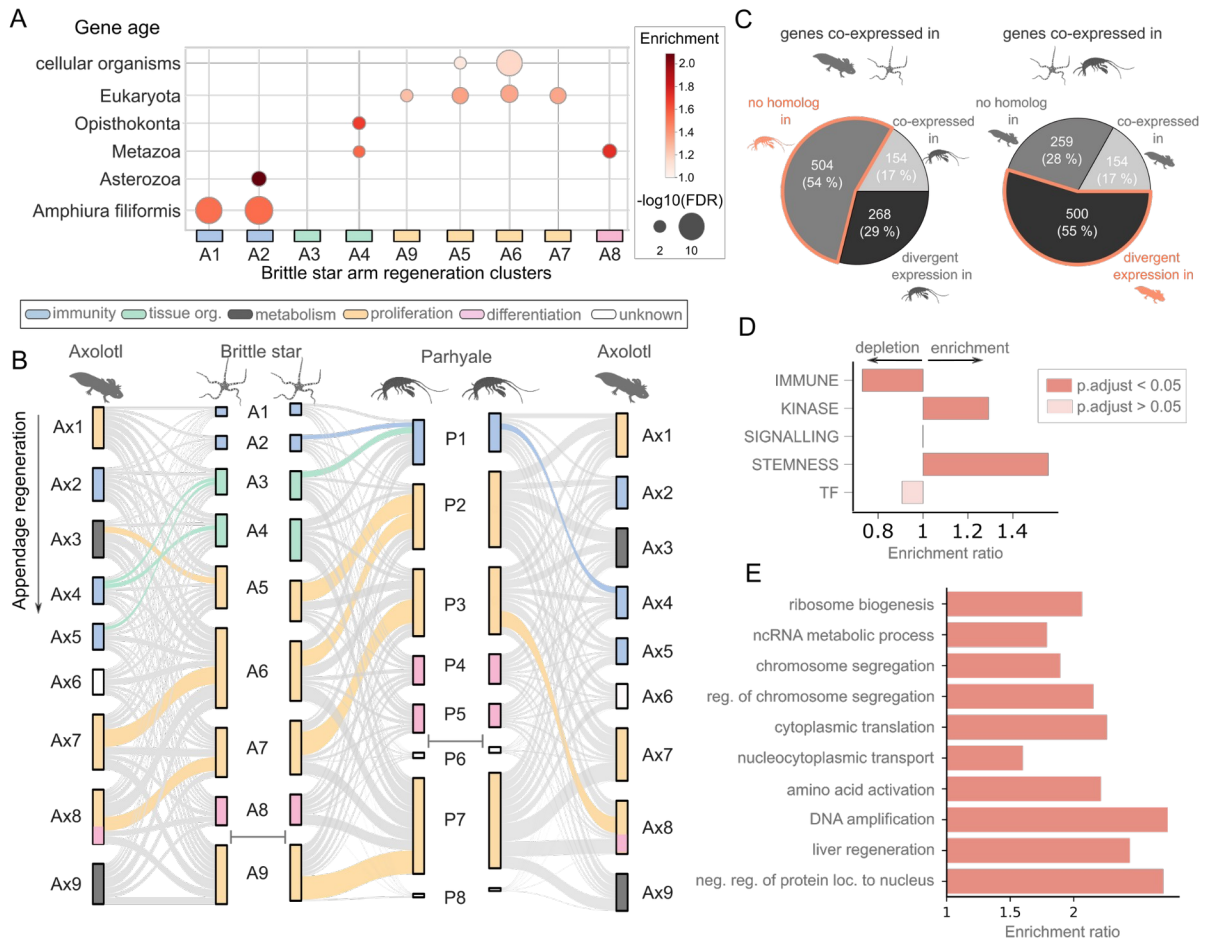 A
Gene age
cellular organisms
Eukaryota
Opisthokonta
Metazoa
Asterozoa
Amphiura filiformis
A1 A2 A3 A4 A9 A5 A6 A7 A8
Brittle star arm regeneration clusters
Enrichment
2.0
1.8
1.6
1.4
1.2
1.0
-log10(FDR)
2 10
immunity tissue org. metabolism proliferation differentiation unknown
B
Axolotl Brittle star Parhyale Axolotl
Appendage regeneration
Ax1
Ax2
Ax3
Ax4
Ax5
Ax6
Ax7
Ax8
Ax9
A1
A2
A3
A4
A5
A6
A7
A8
A9
P1
P2
P3
P4
P5
P6
P7
P8
Ax1
Ax2
Ax3
Ax4
Ax5
Ax6
Ax7
Ax8
Ax9
C
genes co-expressed in
no homolog
in
co-expressed
in
504
(54 %)
154
(17 %)
268
(29 %)
divergent
expression in
genes co-expressed in
no homolog
in
co-expressed
in
259
(28 %)
154
(17 %)
500
(55 %)
divergent
expression in
D
depletion enrichment
IMMUNE
KINASE
SIGNALLING
STEMNESS
TF
0.8 1 1.2 1.4
Enrichment ratio
p.adjust < 0.05
p.adjust > 0.05
E
ribosome biogenesis
ncRNA metabolic process
chromosome segregation
reg. of chromosome segregation
cytoplasmic translation
nucleocytoplasmic transport
amino acid activation
DNA amplification
liver regeneration
neg. reg. of protein loc. to nucleus
1 1.5 2
Enrichment ratio